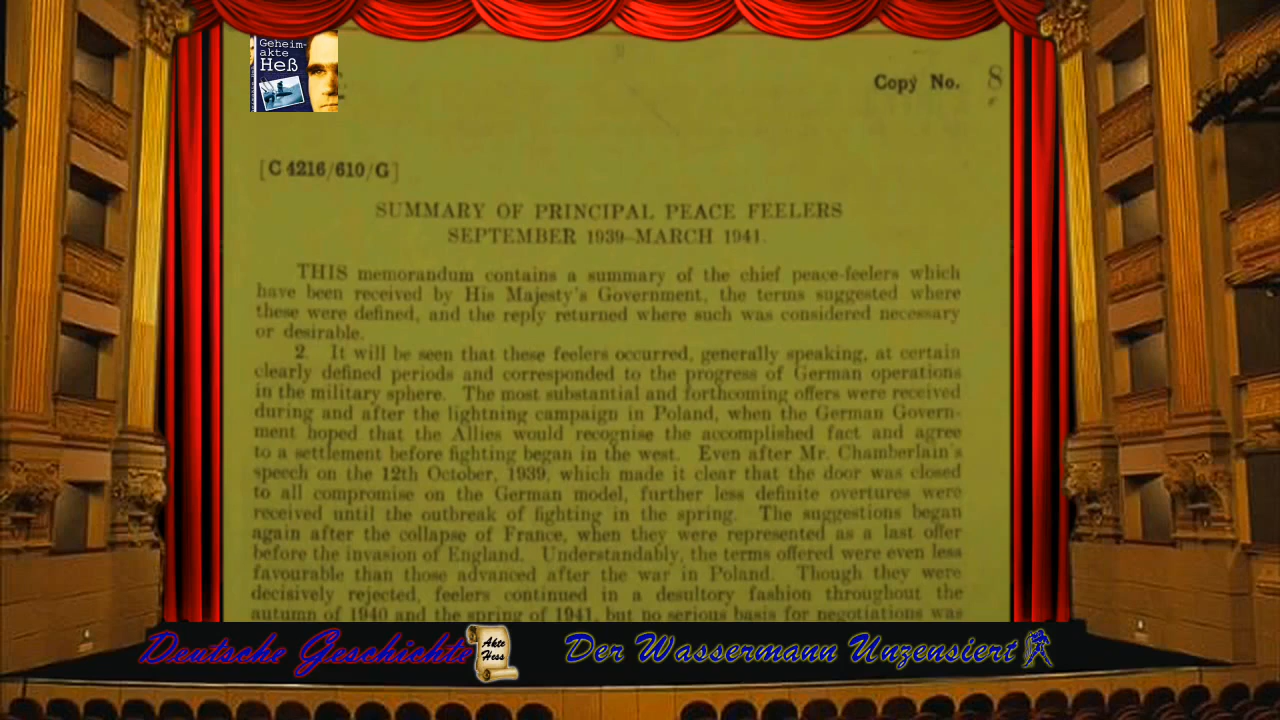 Geheim-
akte
Heß
Copy No. 8
[C 4216/610/G]
SUMMARY OF PRINCIPAL PEACE FEELERS
SEPTEMBER 1939–MARCH 1941.
THIS memorandum contains a summary of the chief peace-feelers which
have been received by His Majesty's Government, the terms suggested where
these were defined, and the reply returned where such was considered necessary
or desirable.
2. It will be seen that these feelers occurred, generally speaking, at certain
clearly defined periods and corresponded to the progress of German operations
in the military sphere. The most substantial and forthcoming offers were received
during and after the lightning campaign in Poland, when the German Govern-
ment hoped that the Allies would recognise the accomplished fact and agree
to a settlement before fighting began in the west. Even after Mr. Chamberlain's
speech on the 12th October, 1939, which made it clear that the door was closed
to all compromise on the German model, further less definite overtures were
received until the outbreak of fighting in the spring. The suggestions began
again after the collapse of France, when they were represented as a last offer
before the invasion of England. Understandably, the terms offered were even less
favourable than those advanced after the war in Poland. Though they were
decisively rejected, feelers continued in a desultory fashion throughout the
autumn of 1940 and the spring of 1941, but no serious basis for negotiations was
Deutsche Geschichte
Akte
Hess
Der Wassermann Unzensiert